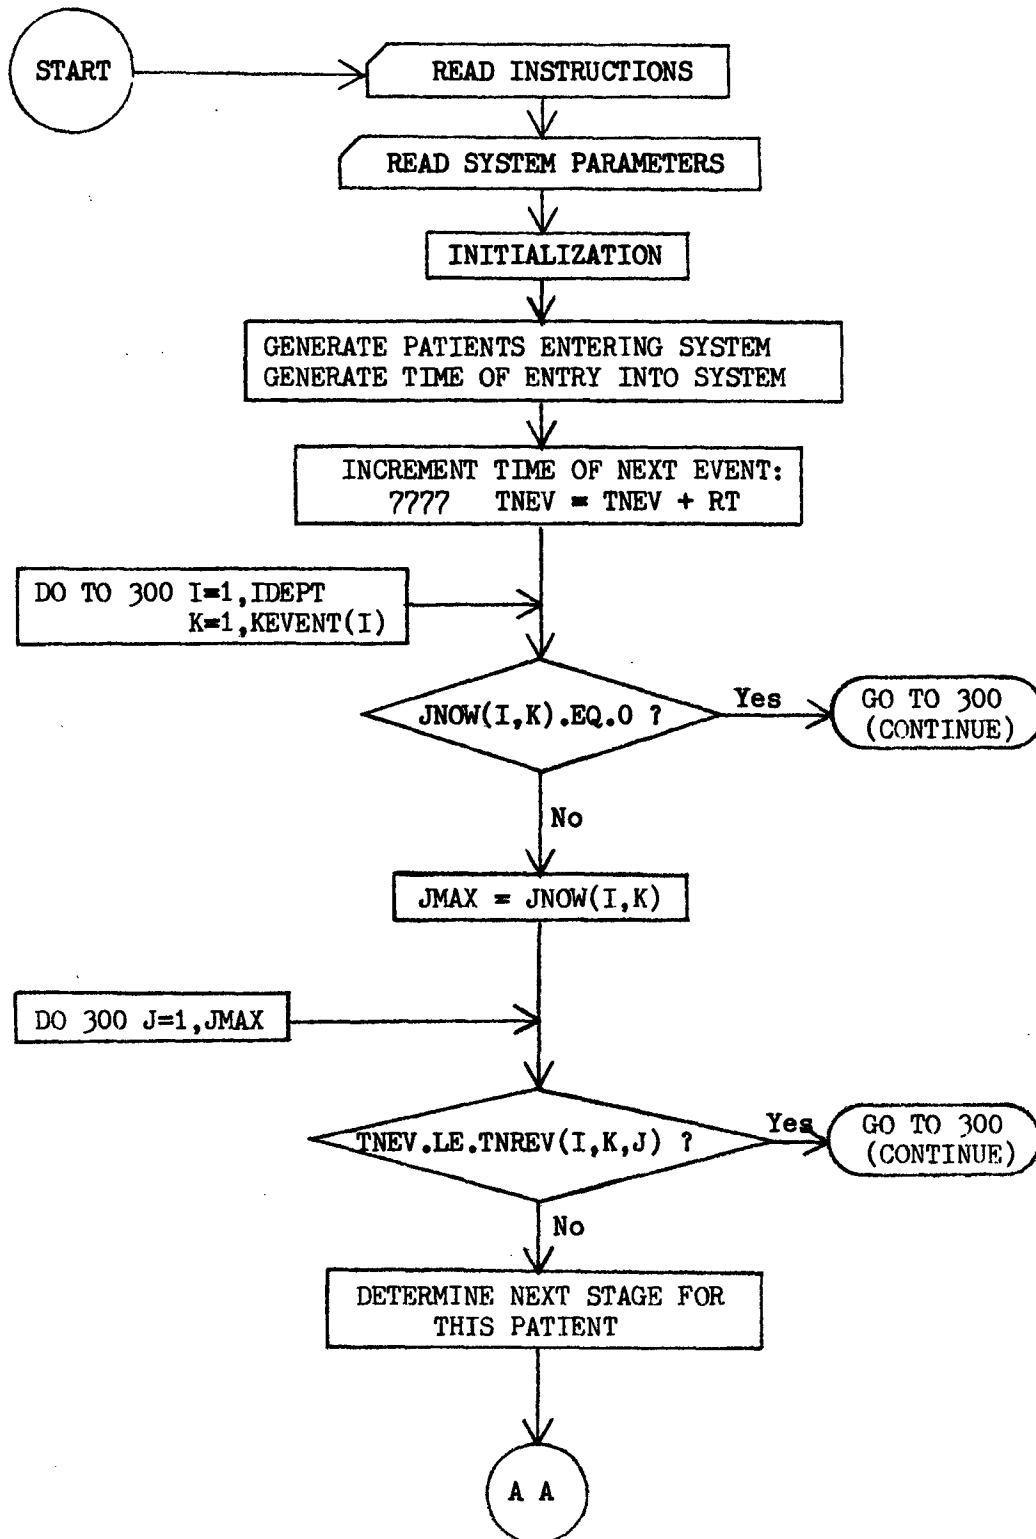 START
READ INSTRUCTIONS
READ SYSTEM PARAMETERS
INITIALIZATION
GENERATE PATIENTS ENTERING SYSTEM
GENERATE TIME OF ENTRY INTO SYSTEM
INCREMENT TIME OF NEXT EVENT:
7777 TNEV = TNEV + RT
DO TO 300 I=1,IDEPT
K=1,KEVENT(I)
JNOW(I,K).EQ.0 ?
Yes
GO TO 300
(CONTINUE)
No
JMAX = JNOW(I,K)
DO 300 J=1,JMAX
TNEV.LE.TNREV(I,K,J) ?
Yes
GO TO 300
(CONTINUE)
No
DETERMINE NEXT STAGE FOR
THIS PATIENT
A A